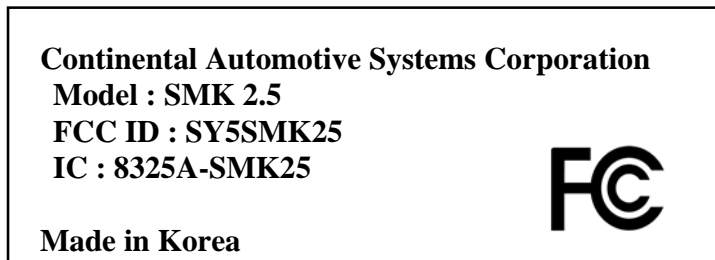 Continental Automotive Systems Corporation
Model : SMK 2.5
FCC ID : SY5SMK25
IC : 8325A-SMK25
FC
Made in Korea